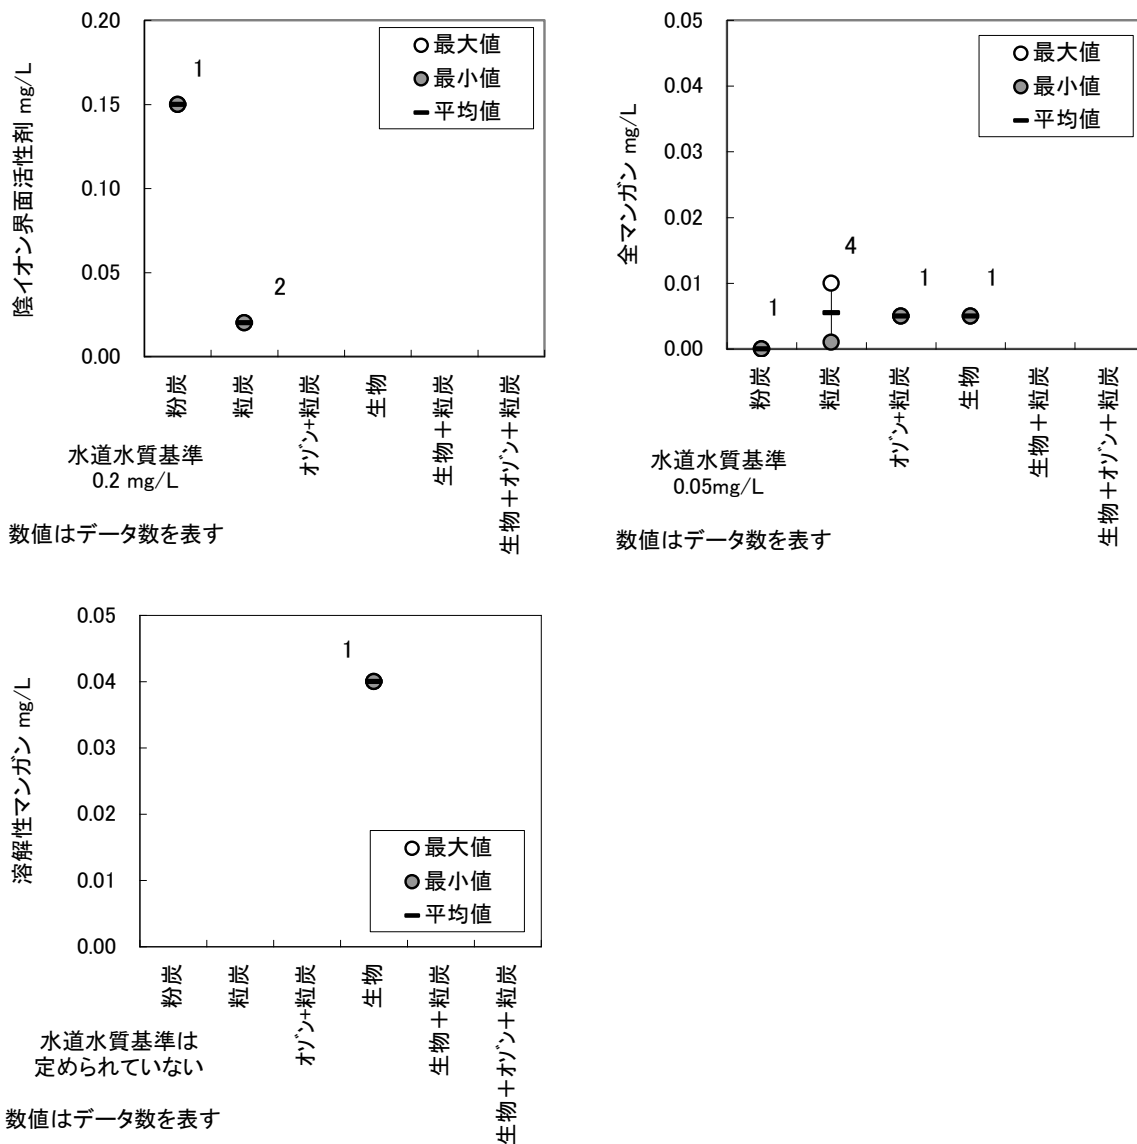 陰イオン界面活性剤 mg/L
0.20
0.15
0.10
0.05
0.00
1
2
最大値
最小値
平均値
粉炭
粒炭
オゾン+粒炭
生物
生物＋粒炭
生物＋オゾン＋粒炭
水道水質基準
0.2 mg/L
数値はデータ数を表す
全マンガン mg/L
0.05
0.04
0.03
0.02
0.01
0.00
1
4
1
1
最大値
最小値
平均値
粉炭
粒炭
オゾン+粒炭
生物
生物＋粒炭
生物＋オゾン＋粒炭
水道水質基準
0.05mg/L
数値はデータ数を表す
溶解性マンガン mg/L
0.05
0.04
0.03
0.02
0.01
0.00
1
最大値
最小値
平均値
粉炭
粒炭
オゾン+粒炭
生物
生物＋粒炭
生物＋オゾン＋粒炭
水道水質基準は
定められていない
数値はデータ数を表す